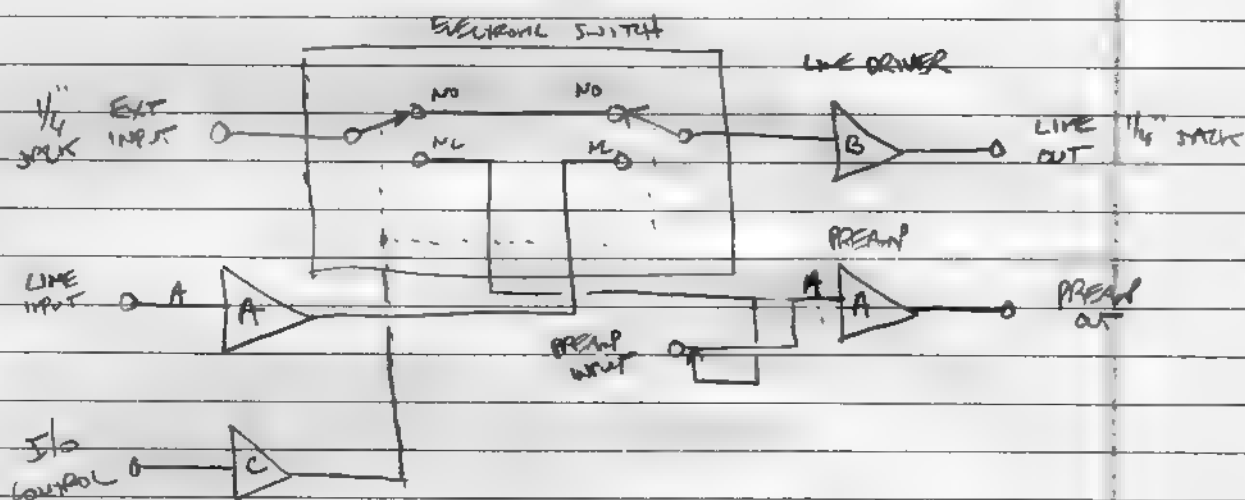 ELECTRONIC SWITCH
LINE DRIVER
1/4" EXT
JACK INPUT
NO NO
NC NC
B
LINE 1/4" JACK
OUT
PREAMP
LINE
INPUT
A
A
A
A
PREAMP
OUT
PREAMP
INPUT
I/O
CONTROL
C